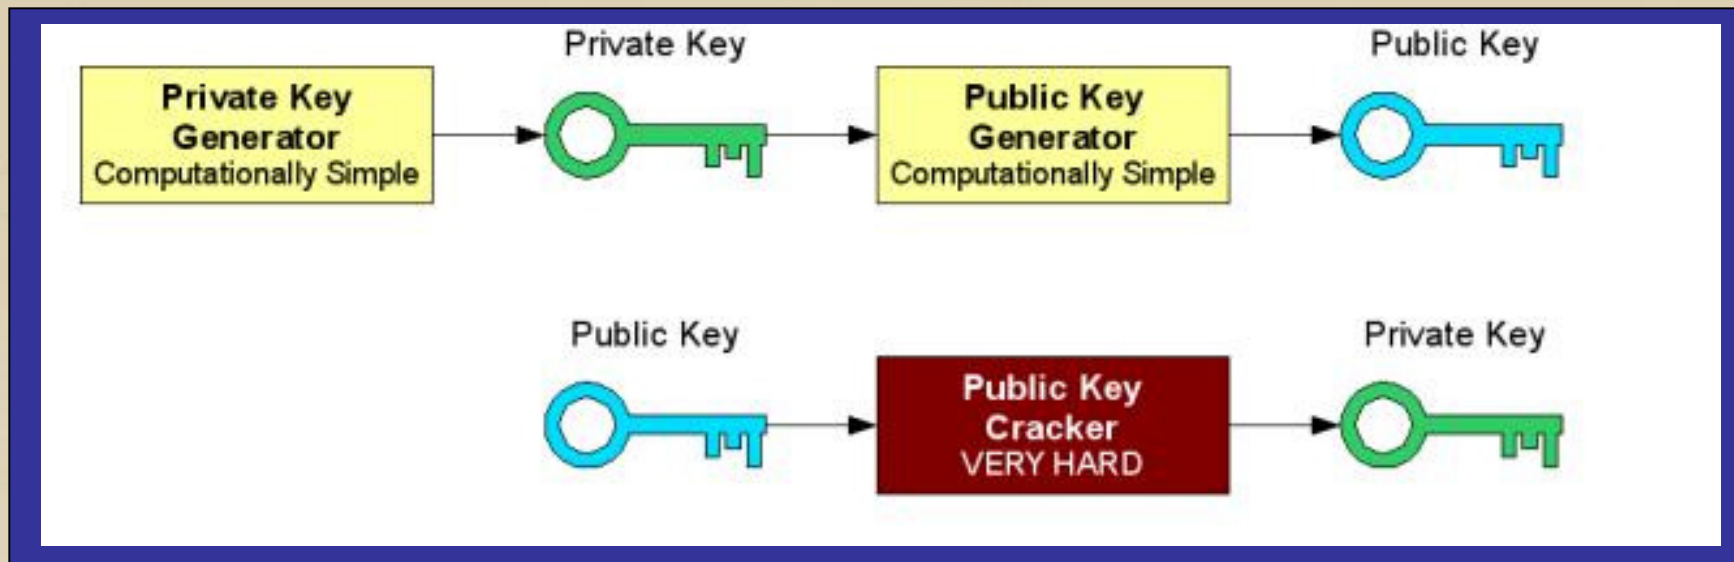 Private Key
Public Key
Private Key
Generator
Computationally Simple
Public Key
Generator
Computationally Simple
Public Key
Private Key
Public Key
Cracker
VERY HARD